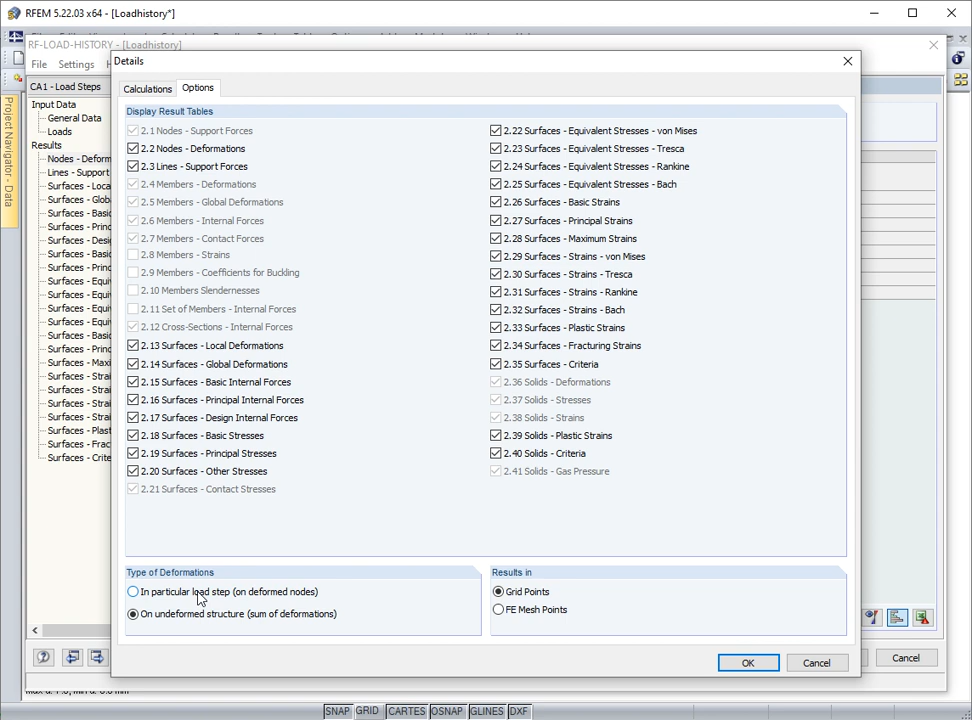 RFEM 5.22.03 x64 - [Loadhistory*]
RF-LOAD-HISTORY - [Loadhistory]
File Settings H
Details
CA1 - Load Steps
Calculations Options
Input Data
General Data
Loads
Results
Nodes - Deform
Lines - Support
Surfaces - Loca
Surfaces - Glob
Surfaces - Basic
Surfaces - Princ
Surfaces - Desi
Surfaces - Basi
Surfaces - Princ
Surfaces - Equi
Surfaces - Equi
Surfaces - Equi
Surfaces - Equi
Surfaces - Basi
Surfaces - Princ
Surfaces - Maxi
Surfaces - Strai
Surfaces - Strai
Surfaces - Strai
Surfaces - Strai
Surfaces - Plast
Surfaces - Frac
Surfaces - Crite
Project Navigator - Data
Display Result Tables
2.1 Nodes - Support Forces
2.2 Nodes - Deformations
2.3 Lines - Support Forces
2.4 Members - Deformations
2.5 Members - Global Deformations
2.6 Members - Internal Forces
2.7 Members - Contact Forces
2.8 Members - Strains
2.9 Members - Coefficients for Buckling
2.10 Members Slendernesses
2.11 Set of Members - Internal Forces
2.12 Cross-Sections - Internal Forces
2.13 Surfaces - Local Deformations
2.14 Surfaces - Global Deformations
2.15 Surfaces - Basic Internal Forces
2.16 Surfaces - Principal Internal Forces
2.17 Surfaces - Design Internal Forces
2.18 Surfaces - Basic Stresses
2.19 Surfaces - Principal Stresses
2.20 Surfaces - Other Stresses
2.21 Surfaces - Contact Stresses
2.22 Surfaces - Equivalent Stresses - von Mises
2.23 Surfaces - Equivalent Stresses - Tresca
2.24 Surfaces - Equivalent Stresses - Rankine
2.25 Surfaces - Equivalent Stresses - Bach
2.26 Surfaces - Basic Strains
2.27 Surfaces - Principal Strains
2.28 Surfaces - Maximum Strains
2.29 Surfaces - Strains - von Mises
2.30 Surfaces - Strains - Tresca
2.31 Surfaces - Strains - Rankine
2.32 Surfaces - Strains - Bach
2.33 Surfaces - Plastic Strains
2.34 Surfaces - Fracturing Strains
2.35 Surfaces - Criteria
2.36 Solids - Deformations
2.37 Solids - Stresses
2.38 Solids - Strains
2.39 Solids - Plastic Strains
2.40 Solids - Criteria
2.41 Solids - Gas Pressure
Type of Deformations
In particular load step (on deformed nodes)
On undeformed structure (sum of deformations)
Results in
Grid Points
FE Mesh Points
OK Cancel
Cancel
SNAP GRID CARTES OSNAP GLINES DXF